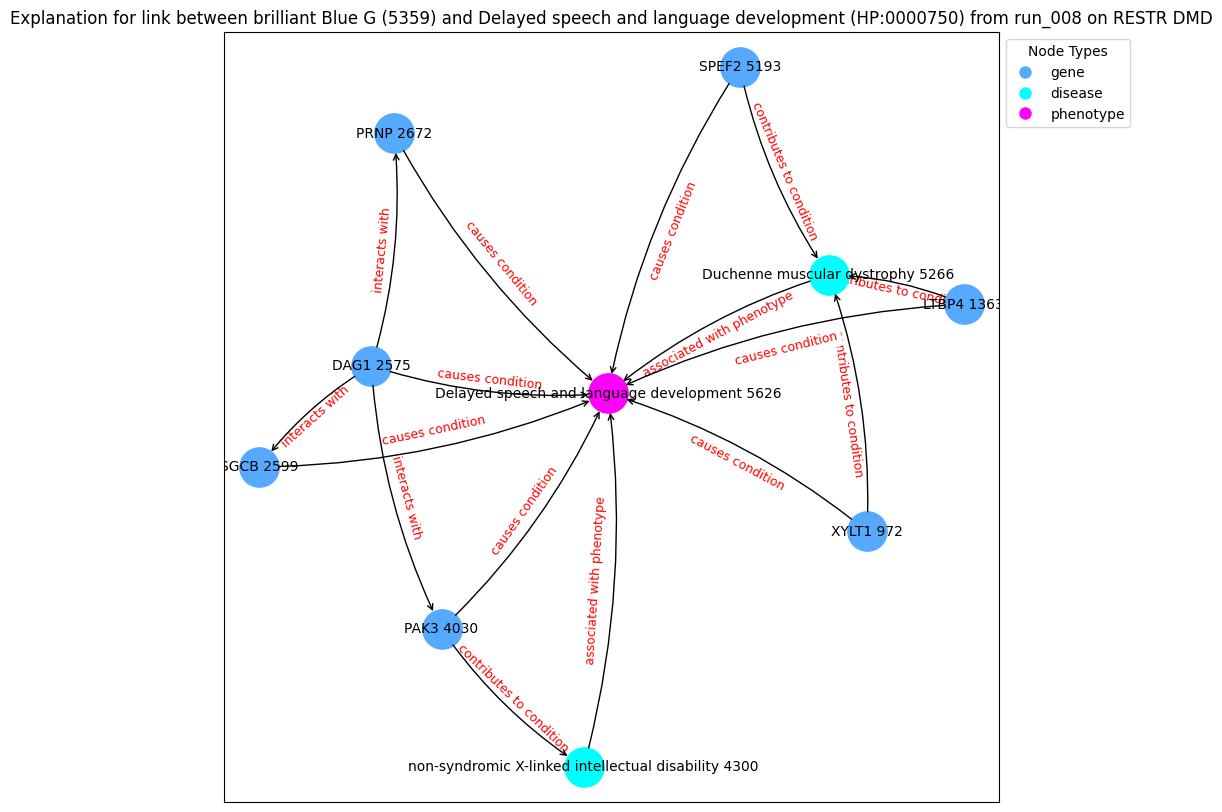 Explanation for link between brilliant Blue G (5359) and Delayed speech and language development (HP:0000750) from run_008 on RESTR DMD
Node Types
gene
disease
phenotype
SPEF2 5193
PRNP 2672
contributes to condition
causes condition
causes condition
interacts with
Duchenne muscular dystrophy 5266
ributes to condi
LTBP4 1363
associated with phenotype
causes condition
ntributes to condition
DAG1 2575
causes condition
Delayed speech and language development 5626
interacts with
causes condition
SGCB 2599
interacts with
causes condition
causes condition
associated with phenotype
XYLT1 972
PAK3 4030
contributes to condition
non-syndromic X-linked intellectual disability 4300